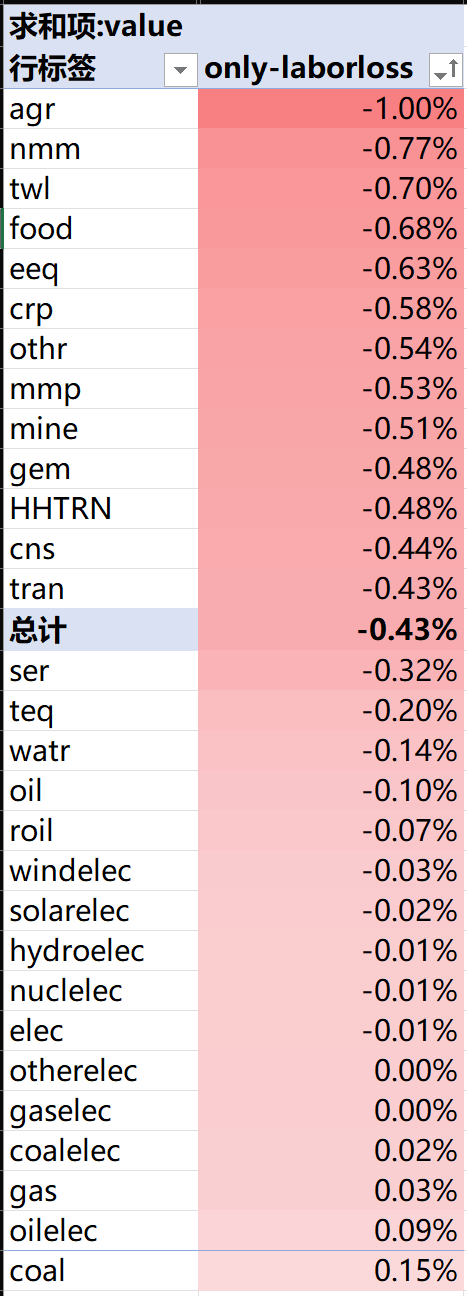 求和项:value
行标签 only-laborloss
agr -1.00%
nmm -0.77%
twl -0.70%
food -0.68%
eeq -0.63%
crp -0.58%
othr -0.54%
mmp -0.53%
mine -0.51%
gem -0.48%
HHTRN -0.48%
cns -0.44%
tran -0.43%
总计 -0.43%
ser -0.32%
teq -0.20%
watr -0.14%
oil -0.10%
roil -0.07%
windelec -0.03%
solarelec -0.02%
hydroelec -0.01%
nuclelec -0.01%
elec -0.01%
otherelec 0.00%
gaselec 0.00%
coalelec 0.02%
gas 0.03%
oilelec 0.09%
coal 0.15%